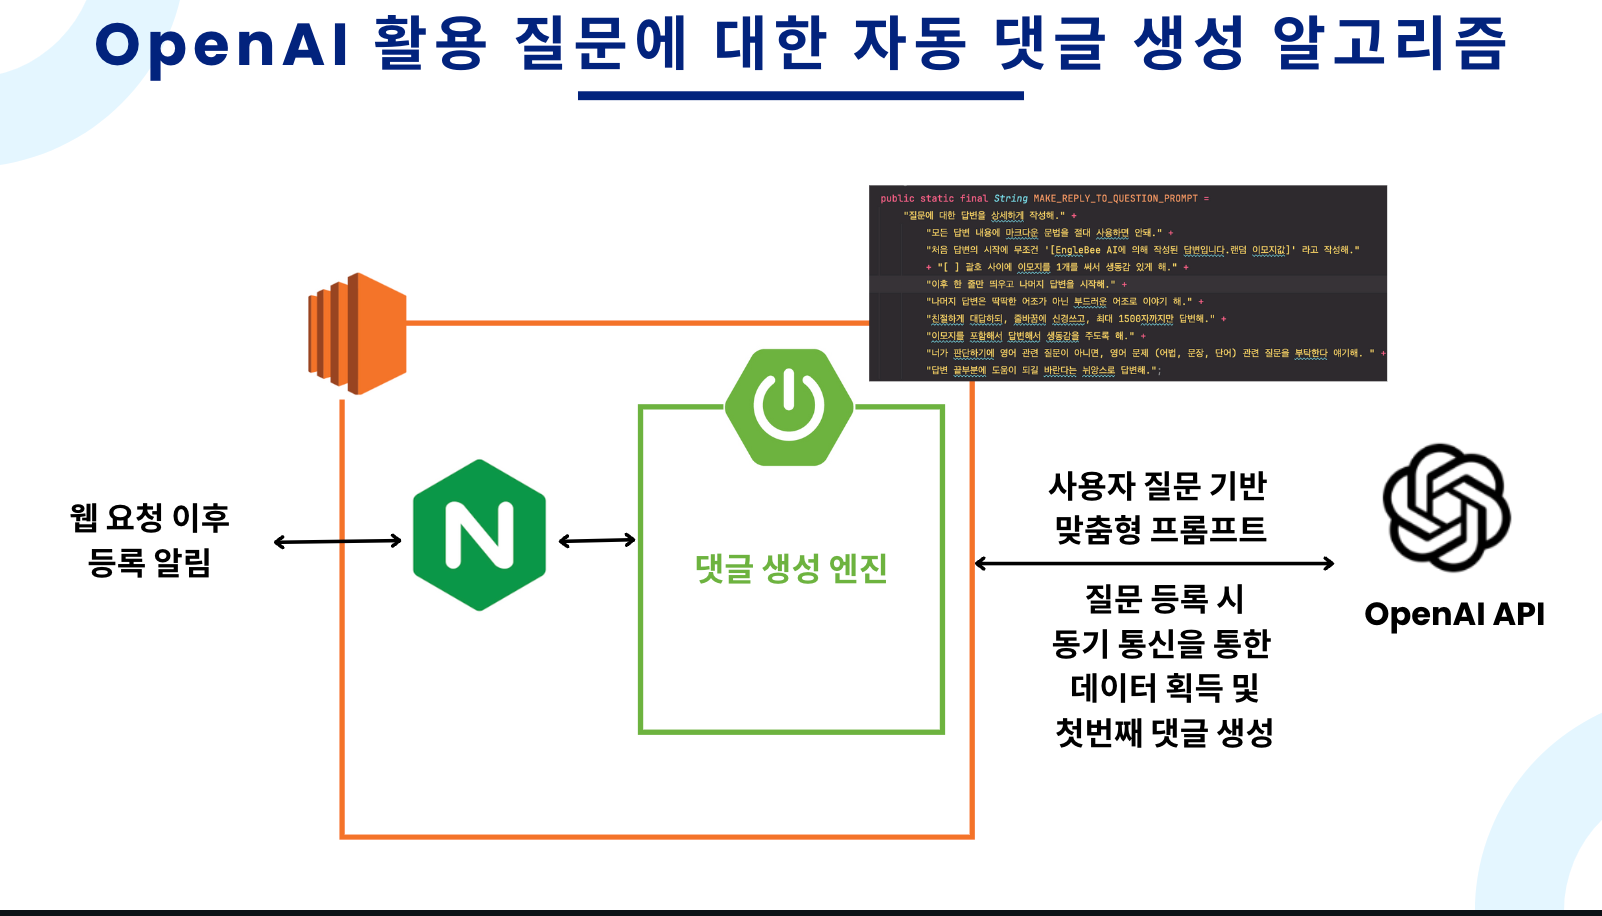 OpenAI 활용 질문에 대한 자동 댓글 생성 알고리즘
public static final String MAKE_REPLY_TO_QUESTION_PROMPT =
"질문에 대한 답변을 상세하게 작성해." +
"모든 답변 내용에 마크다운 문법을 절대 사용하면 안돼." +
"처음 답변의 시작에 무조건 '[EngleBee AI에 의해 작성된 답변입니다.랜덤 이모지값]' 라고 작성해."
+ "[ ] 괄호 사이에 이모지를 1개를 써서 생동감 있게 해." +
"이후 한 줄만 띄우고 나머지 답변을 시작해." +
"나머지 답변은 딱딱한 어조가 아닌 부드러운 어조로 이야기 해." +
"친절하게 대답하되, 줄바꿈에 신경쓰고, 최대 1500자까지만 답변해." +
"이모지를 포함해서 답변해서 생동감을 주도록 해." +
"너가 판단하기에 영어 관련 질문이 아니면, 영어 문제 (어법, 문장, 단어) 관련 질문을 부탁한다 얘기해. " +
"답변 끝부분에 도움이 되길 바란다는 뉘앙스로 답변해.";
웹 요청 이후
등록 알림
N
댓글 생성 엔진
사용자 질문 기반
맞춤형 프롬프트
질문 등록 시
동기 통신을 통한
데이터 획득 및
첫번째 댓글 생성
OpenAI API